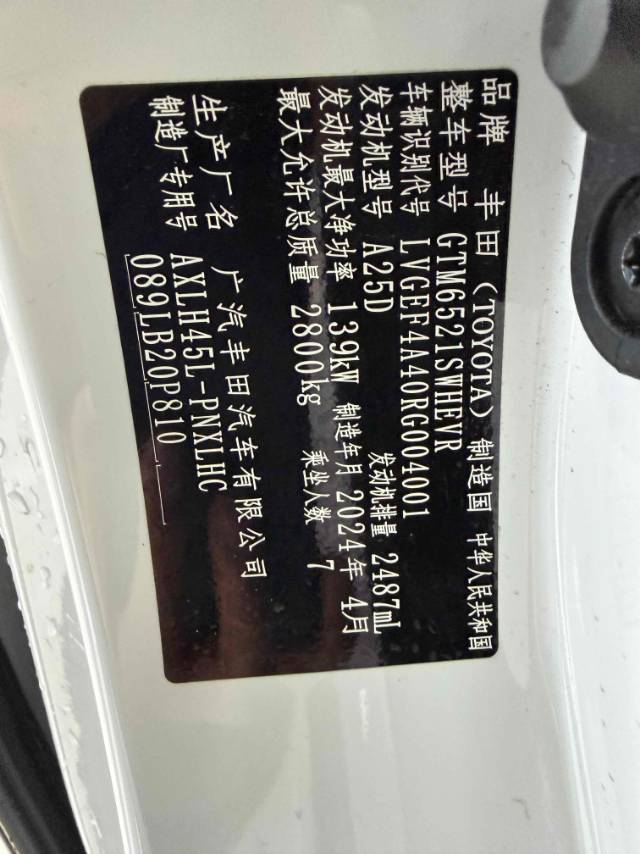 品牌 丰田（TOYOTA） 制造国 中华人民共和国
整车型号 GTM6521SWHEVR
车辆识别代号 LVGEF4A40RG004001
发动机型号 A25D 发动机排量 2487mL
发动机最大净功率 139kW 制造年月 2024年 4月
最大允许总质量 2800kg 乘坐人数 7
生产厂名 广汽丰田汽车有限公司
制造厂专用号 AXLH45L-PNXLHC
089LB20P810